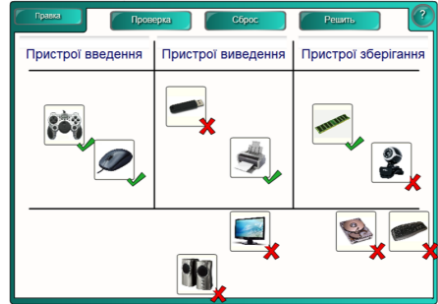 Правка
Проверка
Сброс
Решить
?
Пристрої введення
Пристрої виведення
Пристрої зберігання